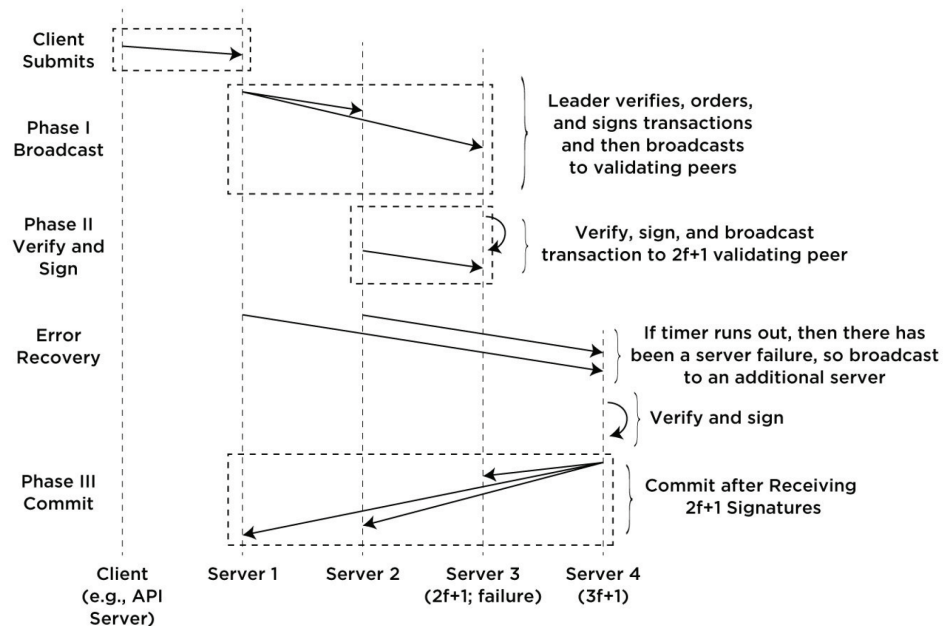 Client
Submits
Phase I
Broadcast
Leader verifies, orders,
and signs transactions
and then broadcasts
to validating peers
Phase II
Verify and
Sign
Verify, sign, and broadcast
transaction to 2f+1 validating peer
Error
Recovery
If timer runs out, then there has
been a server failure, so broadcast
to an additional server
Verify and sign
Phase III
Commit
Commit after Receiving
2f+1 Signatures
Client
(e.g., API
Server)
Server 1
Server 2
Server 3
(2f+1; failure)
Server 4
(3f+1)